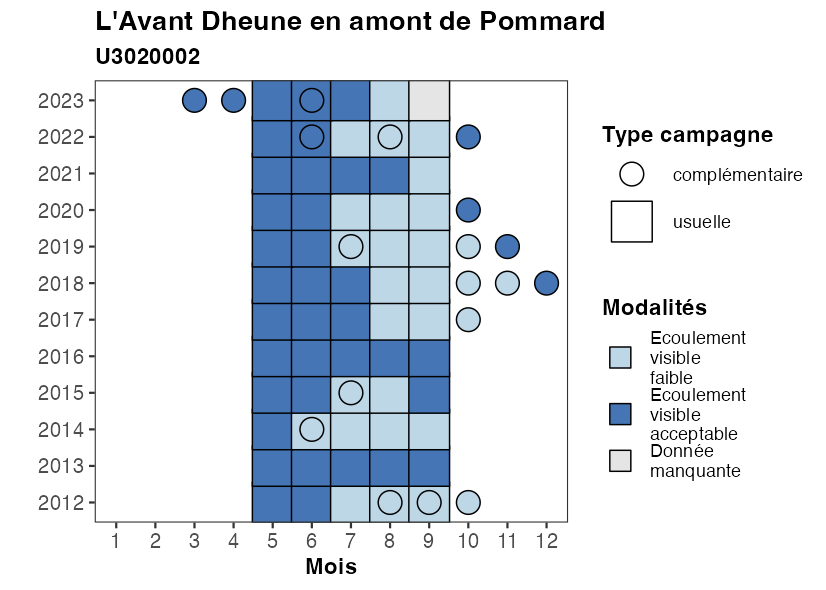 L'Avant Dheune en amont de Pommard
U3020002
2023
2022
2021
2020
2019
2018
2017
2016
2015
2014
2013
2012
1 2 3 4 5 6 7 8 9 10 11 12
Mois
Type campagne
complémentaire
usuelle
Modalités
Ecoulement
visible
faible
Ecoulement
visible
acceptable
Donnée
manquante